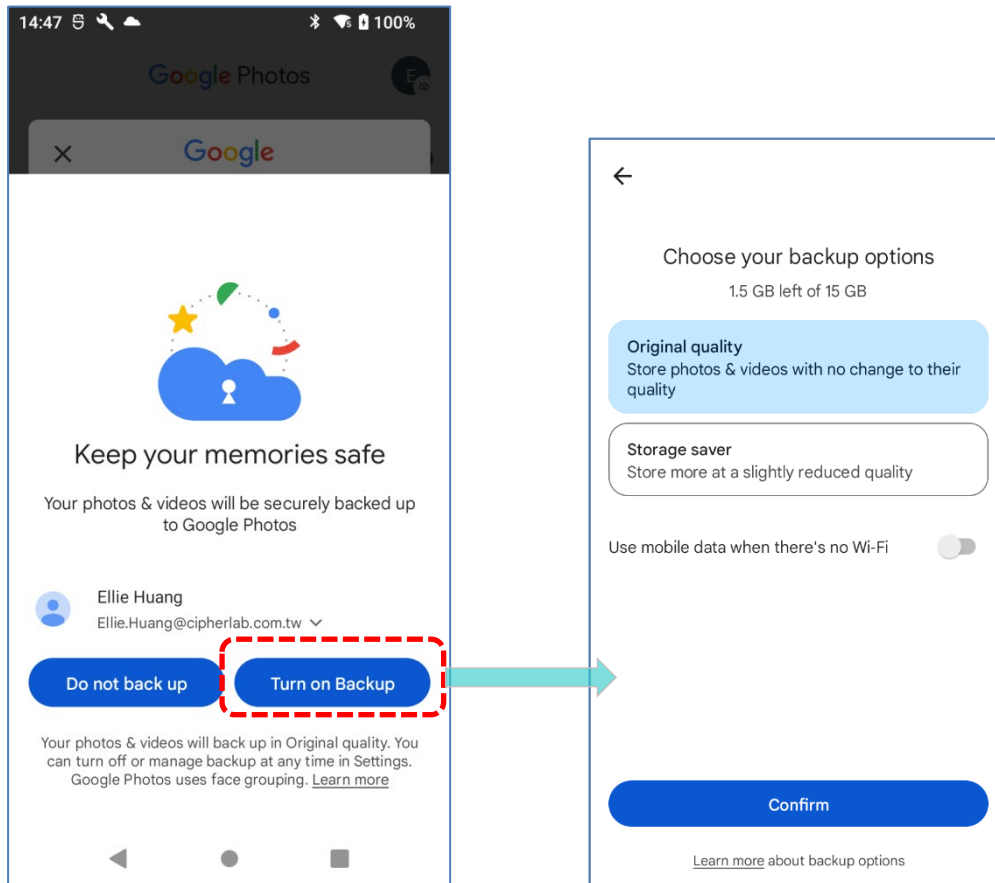 14:47
100%
Google Photos
E
Google
Keep your memories safe
Your photos & videos will be securely backed up
to Google Photos
Ellie Huang
Ellie.Huang@cipherlab.com.tw
Do not back up
Turn on Backup
Your photos & videos will back up in Original quality. You
can turn off or manage backup at any time in Settings.
Google Photos uses face grouping. Learn more
Choose your backup options
1.5 GB left of 15 GB
Original quality
Store photos & videos with no change to their
quality
Storage saver
Store more at a slightly reduced quality
Use mobile data when there's no Wi-Fi
Confirm
Learn more about backup options